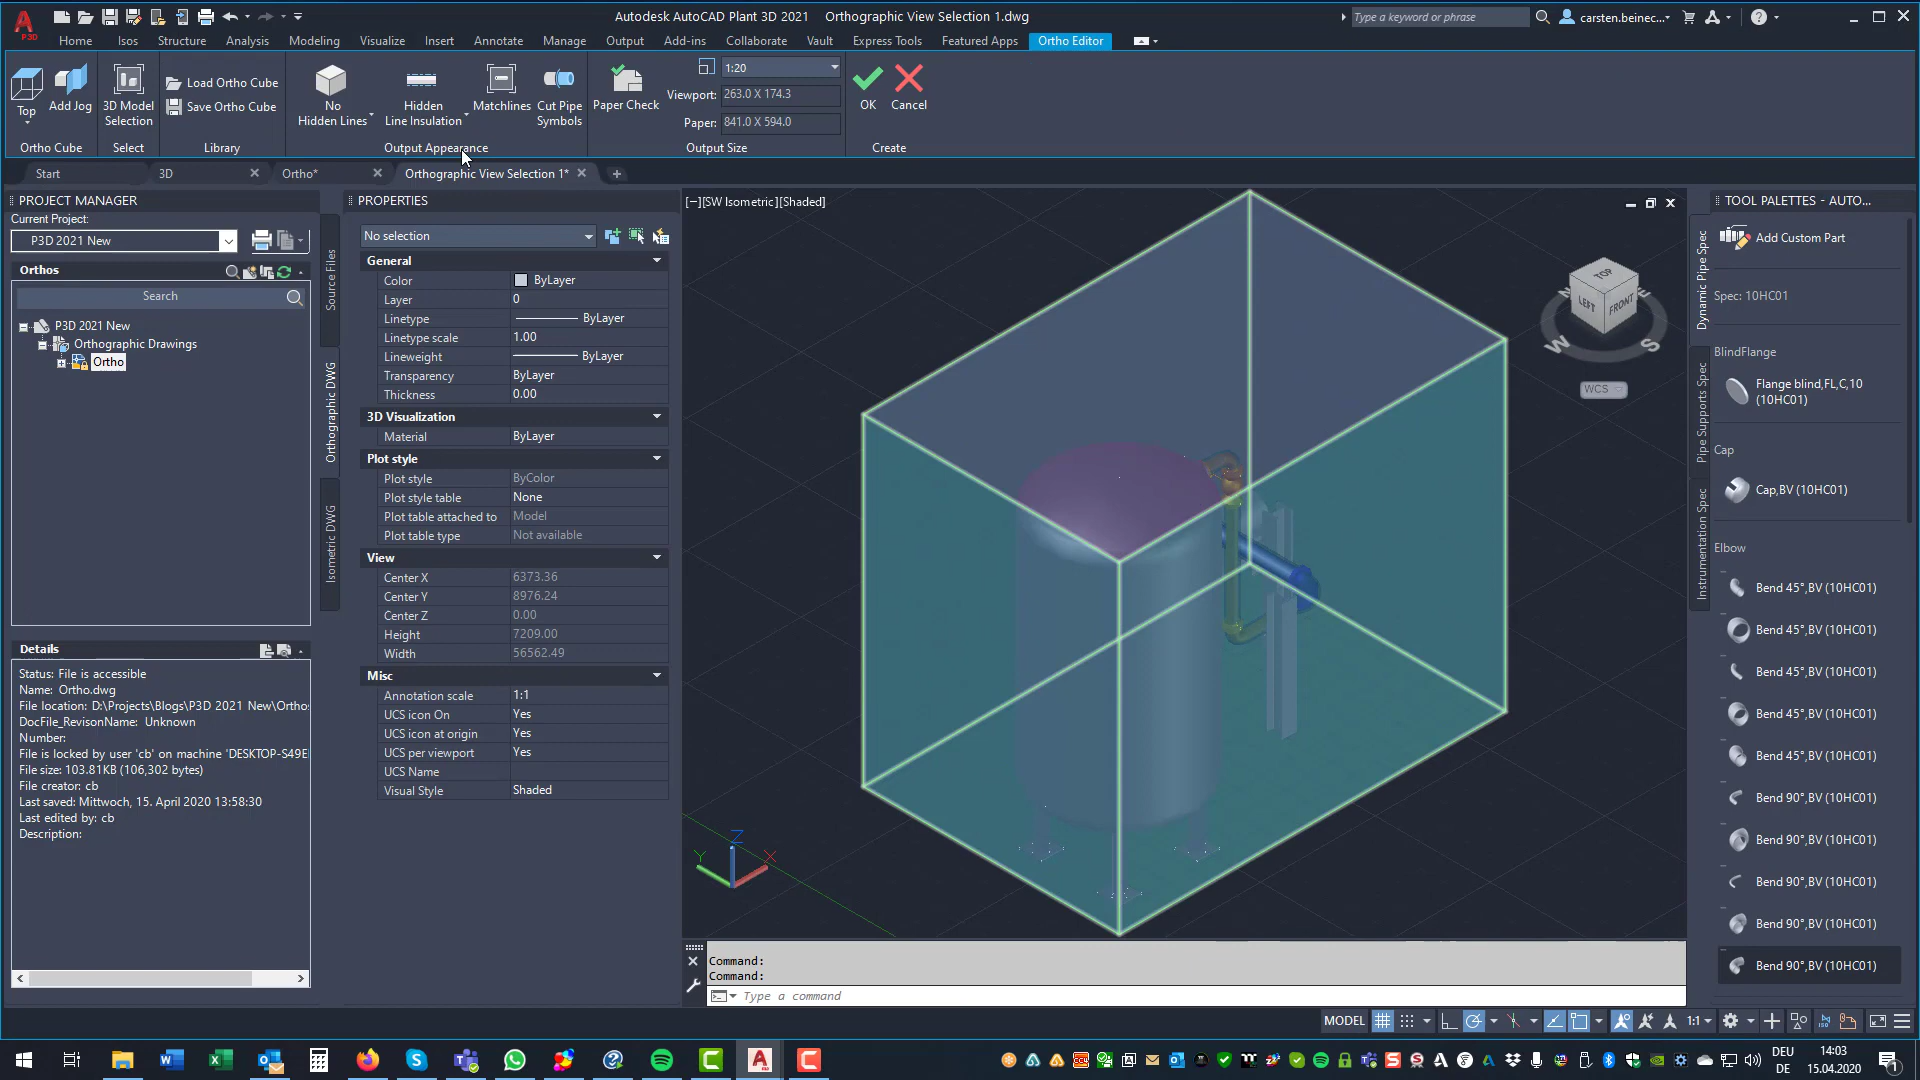 Autodesk AutoCAD Plant 3D 2021 Orthographic View Selection 1.dwg
Type a keyword or phrase
carsten.beinec...
P3D
Home Isos Structure Analysis Modeling Visualize Insert Annotate Manage Output Add-ins Collaborate Vault Express Tools Featured Apps Ortho Editor
Top
Add Jog
Ortho Cube
3D Model
Selection
Select
Load Ortho Cube
Save Ortho Cube
Library
No
Hidden Lines
Hidden
Line Insulation
Matchlines
Cut Pipe
Symbols
Output Appearance
Paper Check
1:20
Viewport: 263.0 X 174.3
Paper: 841.0 X 594.0
Output Size
OK
Cancel
Create
Start
3D
Ortho*
Orthographic View Selection 1*
PROJECT MANAGER
Current Project:
P3D 2021 New
Orthos
Search
P3D 2021 New
Orthographic Drawings
Ortho
Source Files
Orthographic DWG
Isometric DWG
Details
Status: File is accessible
Name: Ortho.dwg
File location: D:\Projects\Blogs\P3D 2021 New\Ortho
DocFile_RevisonName: Unknown
Number:
File is locked by user 'cb' on machine 'DESKTOP-S49E
File size: 103.81KB (106,302 bytes)
File creator: cb
Last saved: Mittwoch, 15. April 2020 13:58:30
Last edited by: cb
Description:
PROPERTIES
No selection
General
Color ByLayer
Layer 0
Linetype ByLayer
Linetype scale 1.00
Lineweight ByLayer
Transparency ByLayer
Thickness 0.00
3D Visualization
Material ByLayer
Plot style
Plot style ByColor
Plot style table None
Plot table attached to Model
Plot table type Not available
View
Center X 6373.36
Center Y 8976.24
Center Z 0.00
Height 7209.00
Width 56562.49
Misc
Annotation scale 1:1
UCS icon On Yes
UCS icon at origin Yes
UCS per viewport Yes
UCS Name
Visual Style Shaded
[−][SW Isometric][Shaded]
TOP
LEFT
FRONT
W
S
WCS
Z
Y
X
Command:
Command:
Type a command
TOOL PALETTES - AUTO...
Dynamic Pipe Spec
Pipe Supports Spec
Instrumentation Spec
Add Custom Part
Spec: 10HC01
BlindFlange
Flange blind,FL,C,10
(10HC01)
Cap
Cap,BV (10HC01)
Elbow
Bend 45°,BV (10HC01)
Bend 45°,BV (10HC01)
Bend 45°,BV (10HC01)
Bend 45°,BV (10HC01)
Bend 45°,BV (10HC01)
Bend 90°,BV (10HC01)
Bend 90°,BV (10HC01)
Bend 90°,BV (10HC01)
Bend 90°,BV (10HC01)
Bend 90°,BV (10HC01)
MODEL
1:1
DEU
DE
14:03
15.04.2020